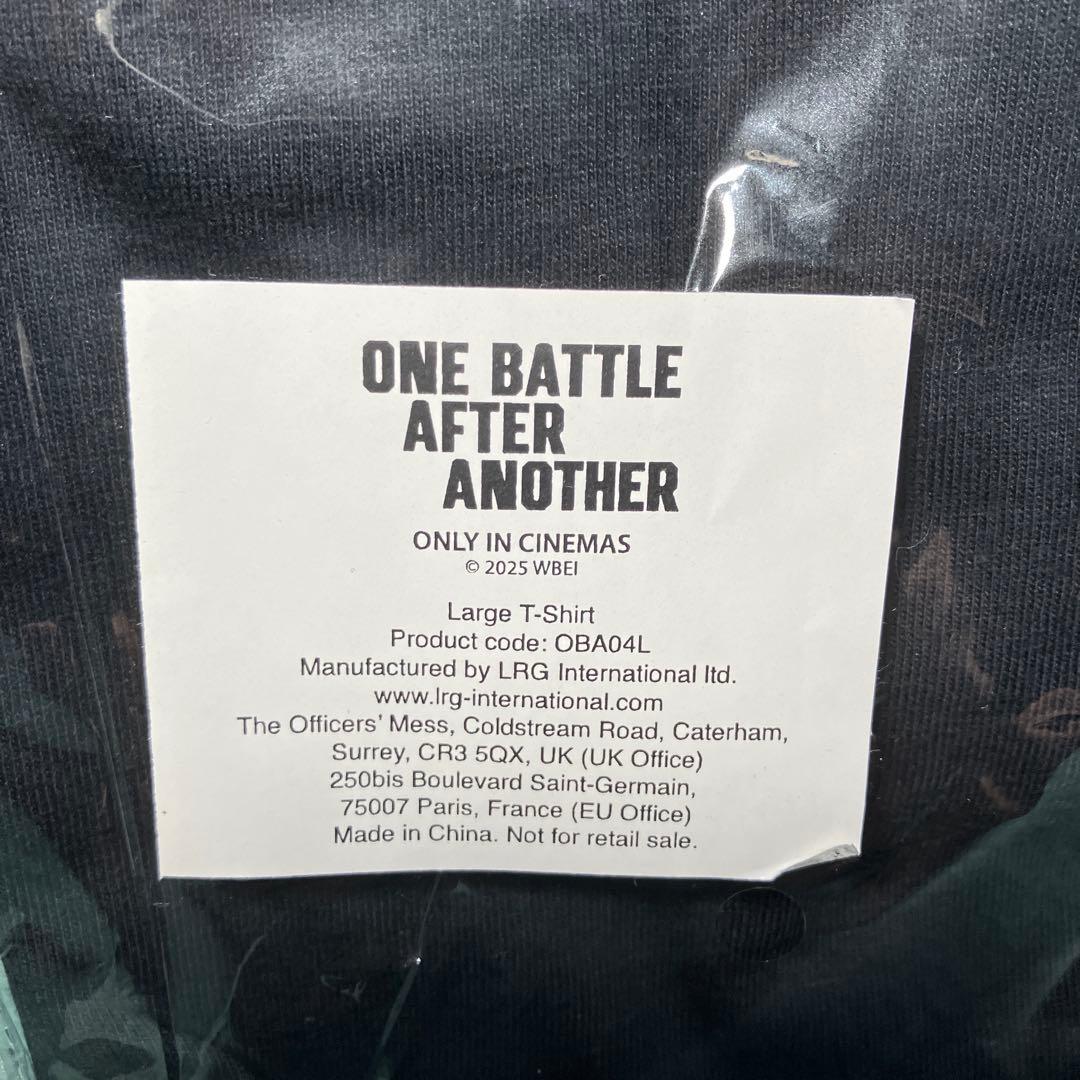 ONE BATTLE
AFTER
ANOTHER
ONLY IN CINEMAS
© 2025 WBEI
Large T-Shirt
Product code: OBA04L
Manufactured by LRG International ltd.
www.lrg-international.com
The Officers' Mess, Coldstream Road, Caterham,
Surrey, CR3 5QX, UK (UK Office)
250bis Boulevard Saint-Germain,
75007 Paris, France (EU Office)
Made in China. Not for retail sale.